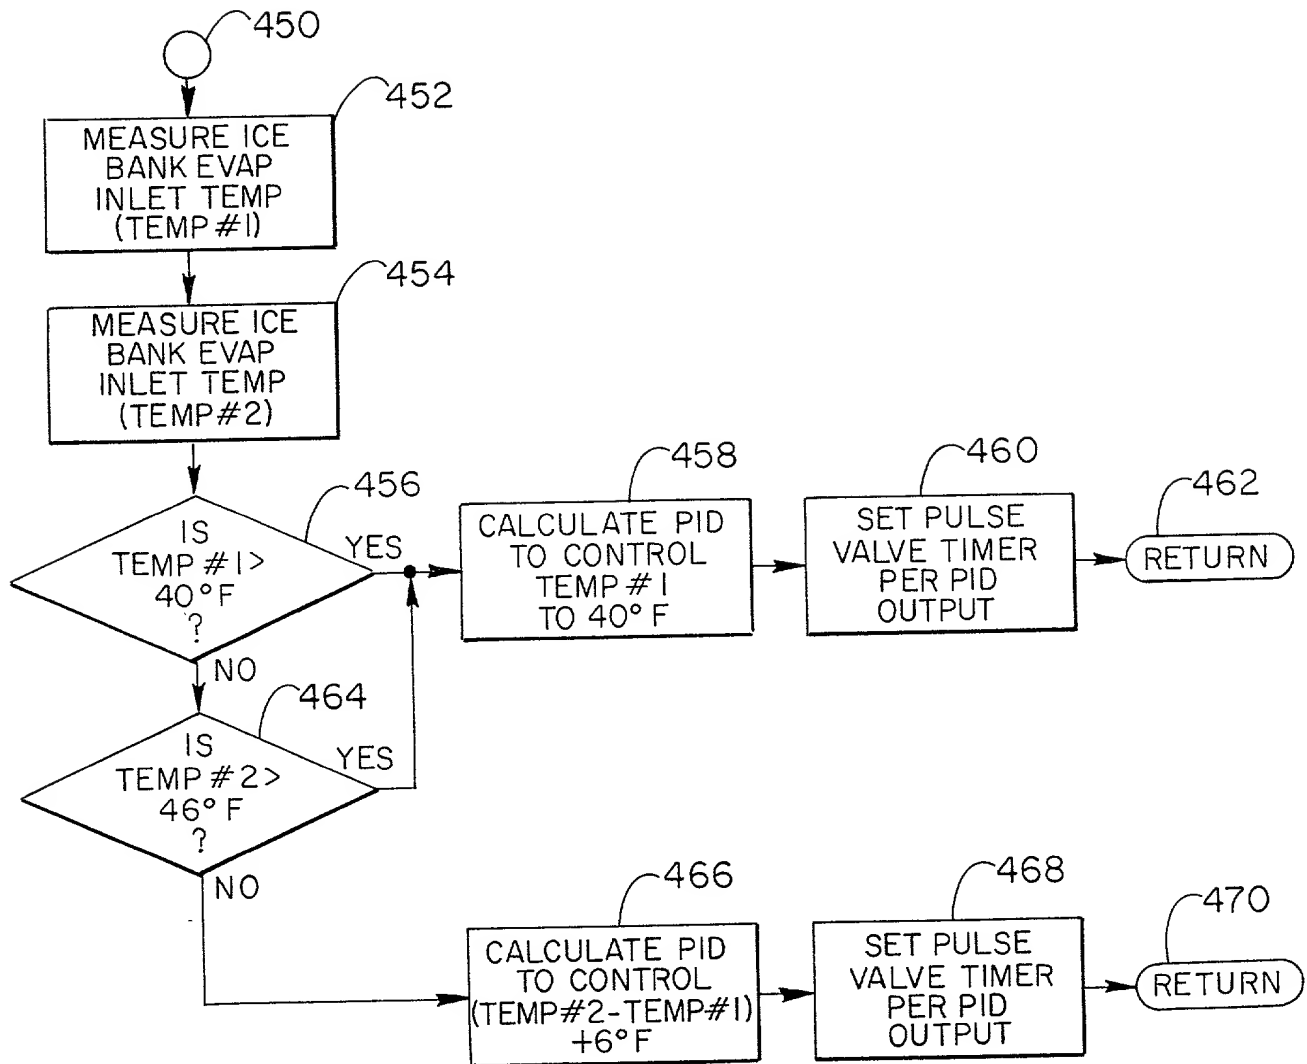 450
452
MEASURE ICE
BANK EVAP
INLET TEMP
(TEMP #1)
454
MEASURE ICE
BANK EVAP
INLET TEMP
(TEMP #2)
456
IS
TEMP #1 >
40° F
?
YES
NO
458
CALCULATE PID
TO CONTROL
TEMP #1
TO 40° F
460
SET PULSE
VALVE TIMER
PER PID
OUTPUT
462
RETURN
464
IS
TEMP #2 >
46° F
?
YES
NO
466
CALCULATE PID
TO CONTROL
(TEMP#2-TEMP#1)
+6° F
468
SET PULSE
VALVE TIMER
PER PID
OUTPUT
470
RETURN